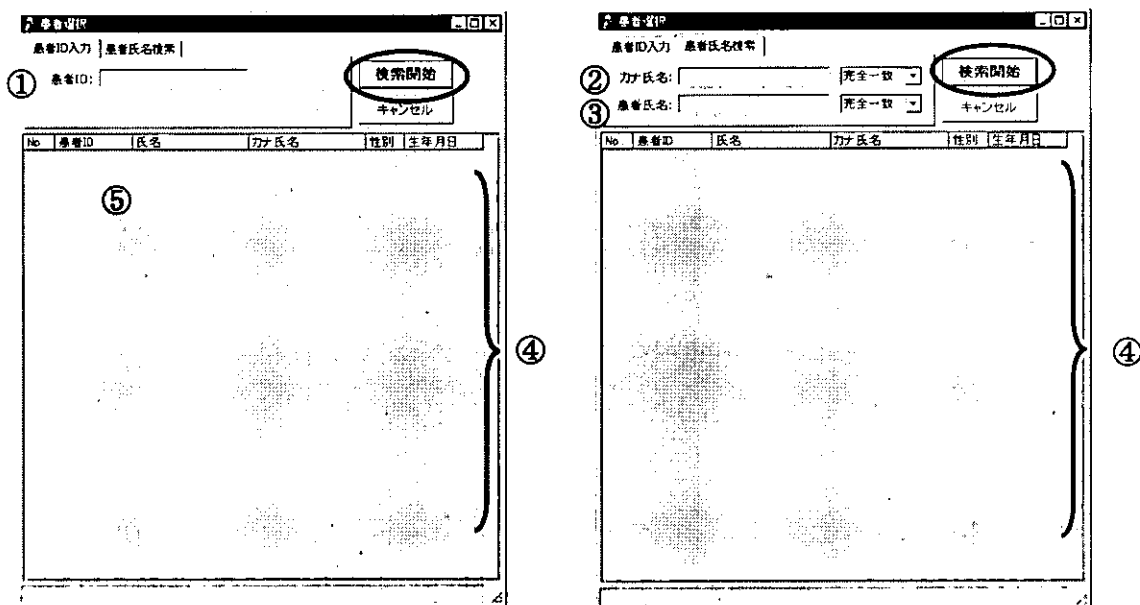 患者選択
患者ID入力 患者氏名検索
① 患者ID:
検索開始
キャンセル
No 患者ID 氏名 カナ氏名 性別 生年月日
⑤
④
患者選択
患者ID入力 患者氏名検索
② カナ氏名: 完全一致
③ 患者氏名: 完全一致
検索開始
キャンセル
No. 患者ID 氏名 カナ氏名 性別 生年月日
④